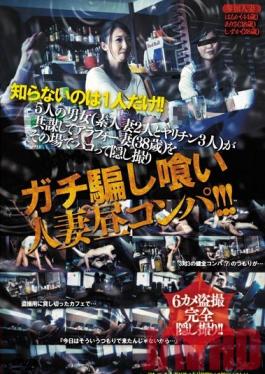 知らないのは1人だけ!!
5人の男女(素人妻2人とヤリチン3人)が
共謀してアラフォー妻(38歳)を
その場でハメって隠し撮り
ガチ騙し喰い
人妻昼コンパ!!!
「3対3の健全コンパ(?)のつもりが…
盗撮用に貸し切ったカフェで…
「今日はそういうつもりで来たんじゃないから…
6カメ盗撮
完全
隠し撮り!!